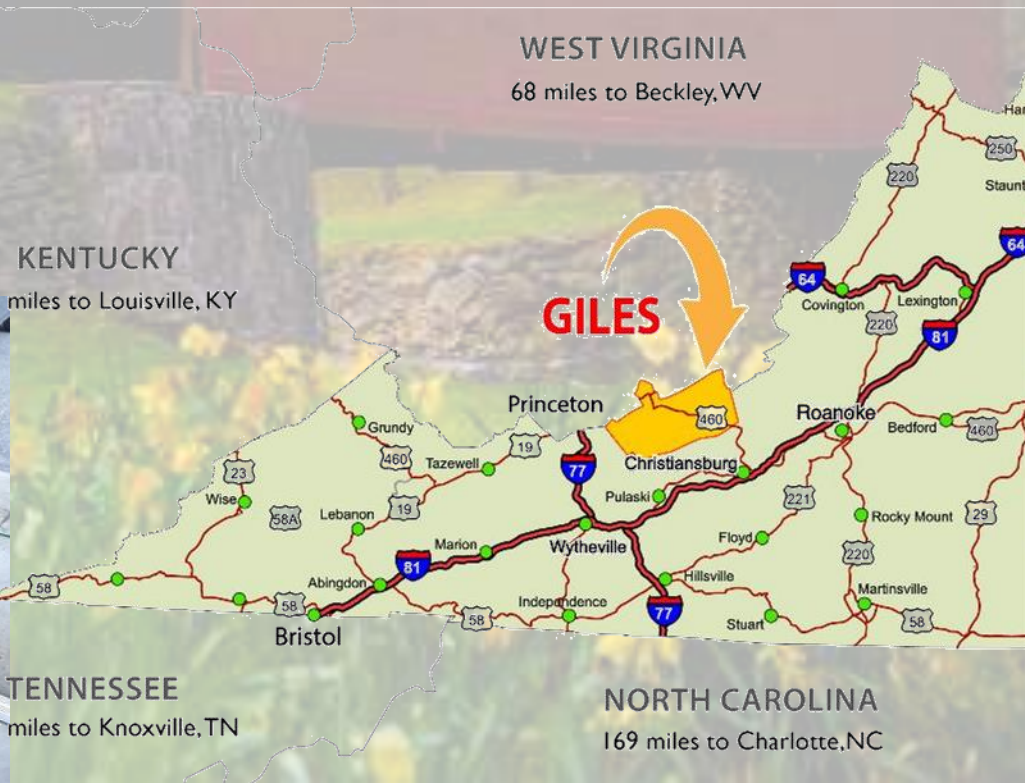 WEST VIRGINIA
68 miles to Beckley, WV
Har
250
220
Staunt
KENTUCKY
miles to Louisville, KY
64
64
GILES
Covington
Lexington
220
81
Princeton
460
Roanoke
Bedford
460
Grundy
19
460
Tazewell
Christiansburg
77
23
Wise
Pulaski
221
58A
Lebanon
19
Rocky Mount
29
Marion
Wytheville
Floyd
220
81
Abingdon
Hillsville
58
58
Independence
77
Martinsville
58
Stuart
58
Bristol
TENNESSEE
miles to Knoxville, TN
NORTH CAROLINA
169 miles to Charlotte, NC